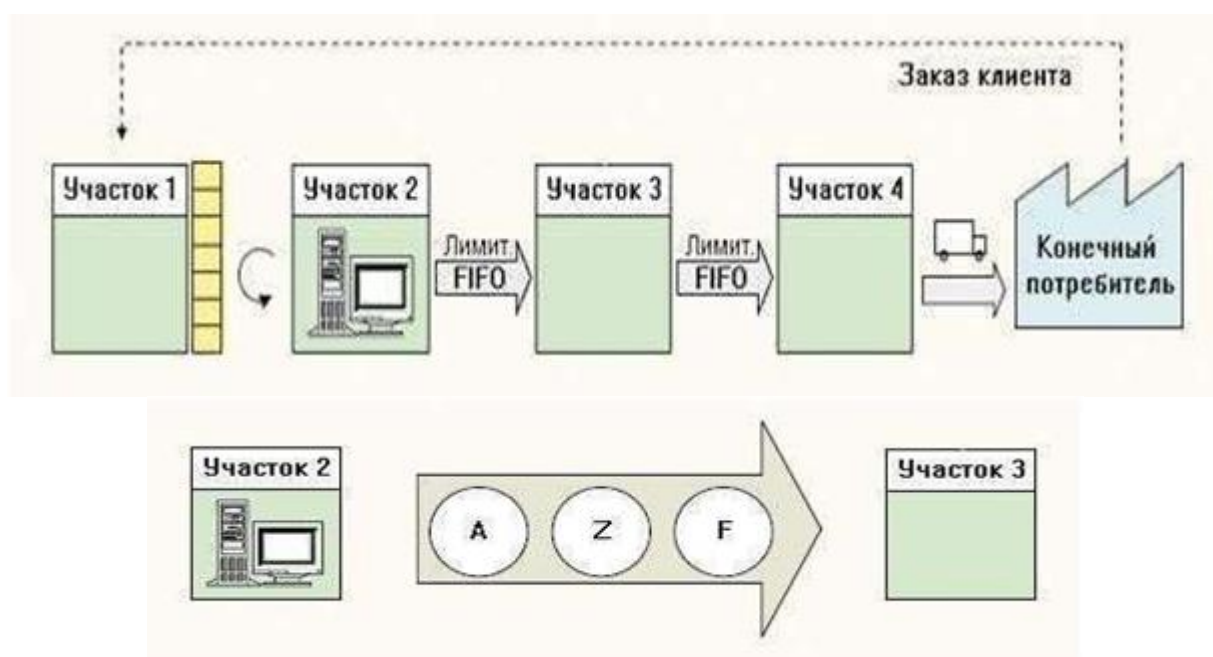 Заказ клиента
Участок 1
Участок 2
Участок 3
Участок 4
Лимит.
FIFO
Лимит.
FIFO
Конечный
потребитель
Участок 2
Участок 3
A
Z
F